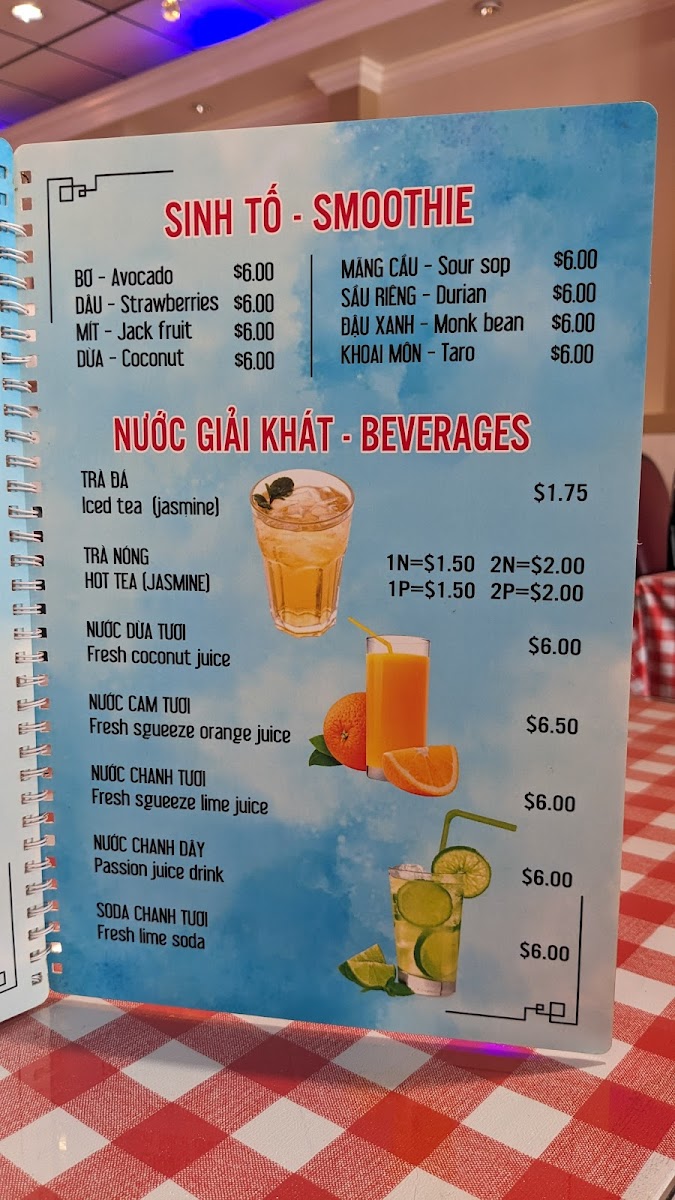 SINH TỐ - SMOOTHIE
BƠ - Avocado $6.00
DÂU - Strawberries $6.00
MÍT - Jack fruit $6.00
DỪA - Coconut $6.00
MÃNG CẦU - Sour sop $6.00
SẦU RIÊNG - Durian $6.00
ĐẬU XANH - Monk bean $6.00
KHOAI MÔN - Taro $6.00
NƯỚC GIẢI KHÁT - BEVERAGES
TRÀ ĐÁ
Iced tea (jasmine) $1.75
TRÀ NÓNG 1N=$1.50 2N=$2.00
HOT TEA (JASMINE) 1P=$1.50 2P=$2.00
NƯỚC DỪA TƯƠI
Fresh coconut juice $6.00
NƯỚC CAM TƯƠI
Fresh sgueeze orange juice $6.50
NƯỚC CHANH TƯƠI
Fresh sgueeze lime juice $6.00
NƯỚC CHANH DÂY
Passion juice drink $6.00
SODA CHANH TƯƠI
Fresh lime soda $6.00